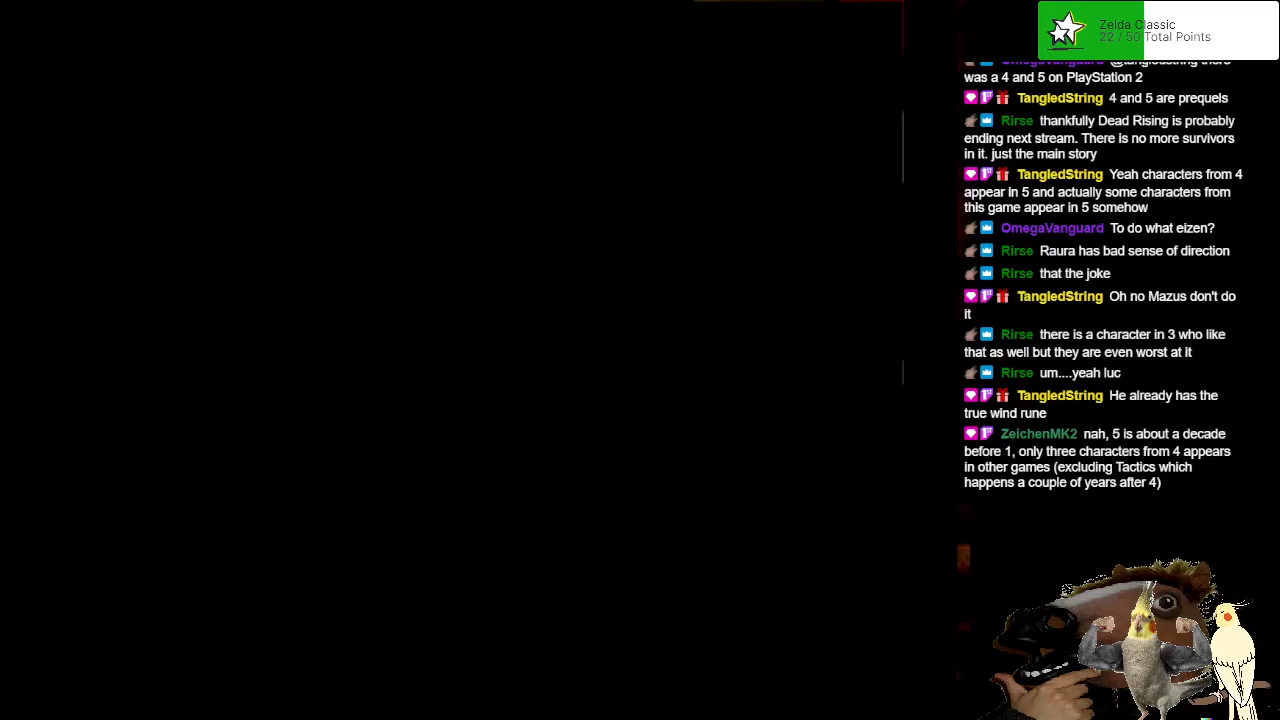 Zelda Classic
22 / 50 Total Points
was a 4 and 5 on PlayStation 2
TangledString 4 and 5 are prequels
Rirse thankfully Dead Rising is probably
ending next stream. There is no more survivors
in it. just the main story
TangledString Yeah characters from 4
appear in 5 and actually some characters from
this game appear in 5 somehow
OmegaVanguard To do what eizen?
Rirse Raura has bad sense of direction
Rirse that the joke
TangledString Oh no Mazus don't do
it
Rirse there is a character in 3 who like
that as well but they are even worst at it
Rirse um....yeah luc
TangledString He already has the
true wind rune
ZeichenMK2 nah, 5 is about a decade
before 1, only three characters from 4 appears
in other games (excluding Tactics which
happens a couple of years after 4)